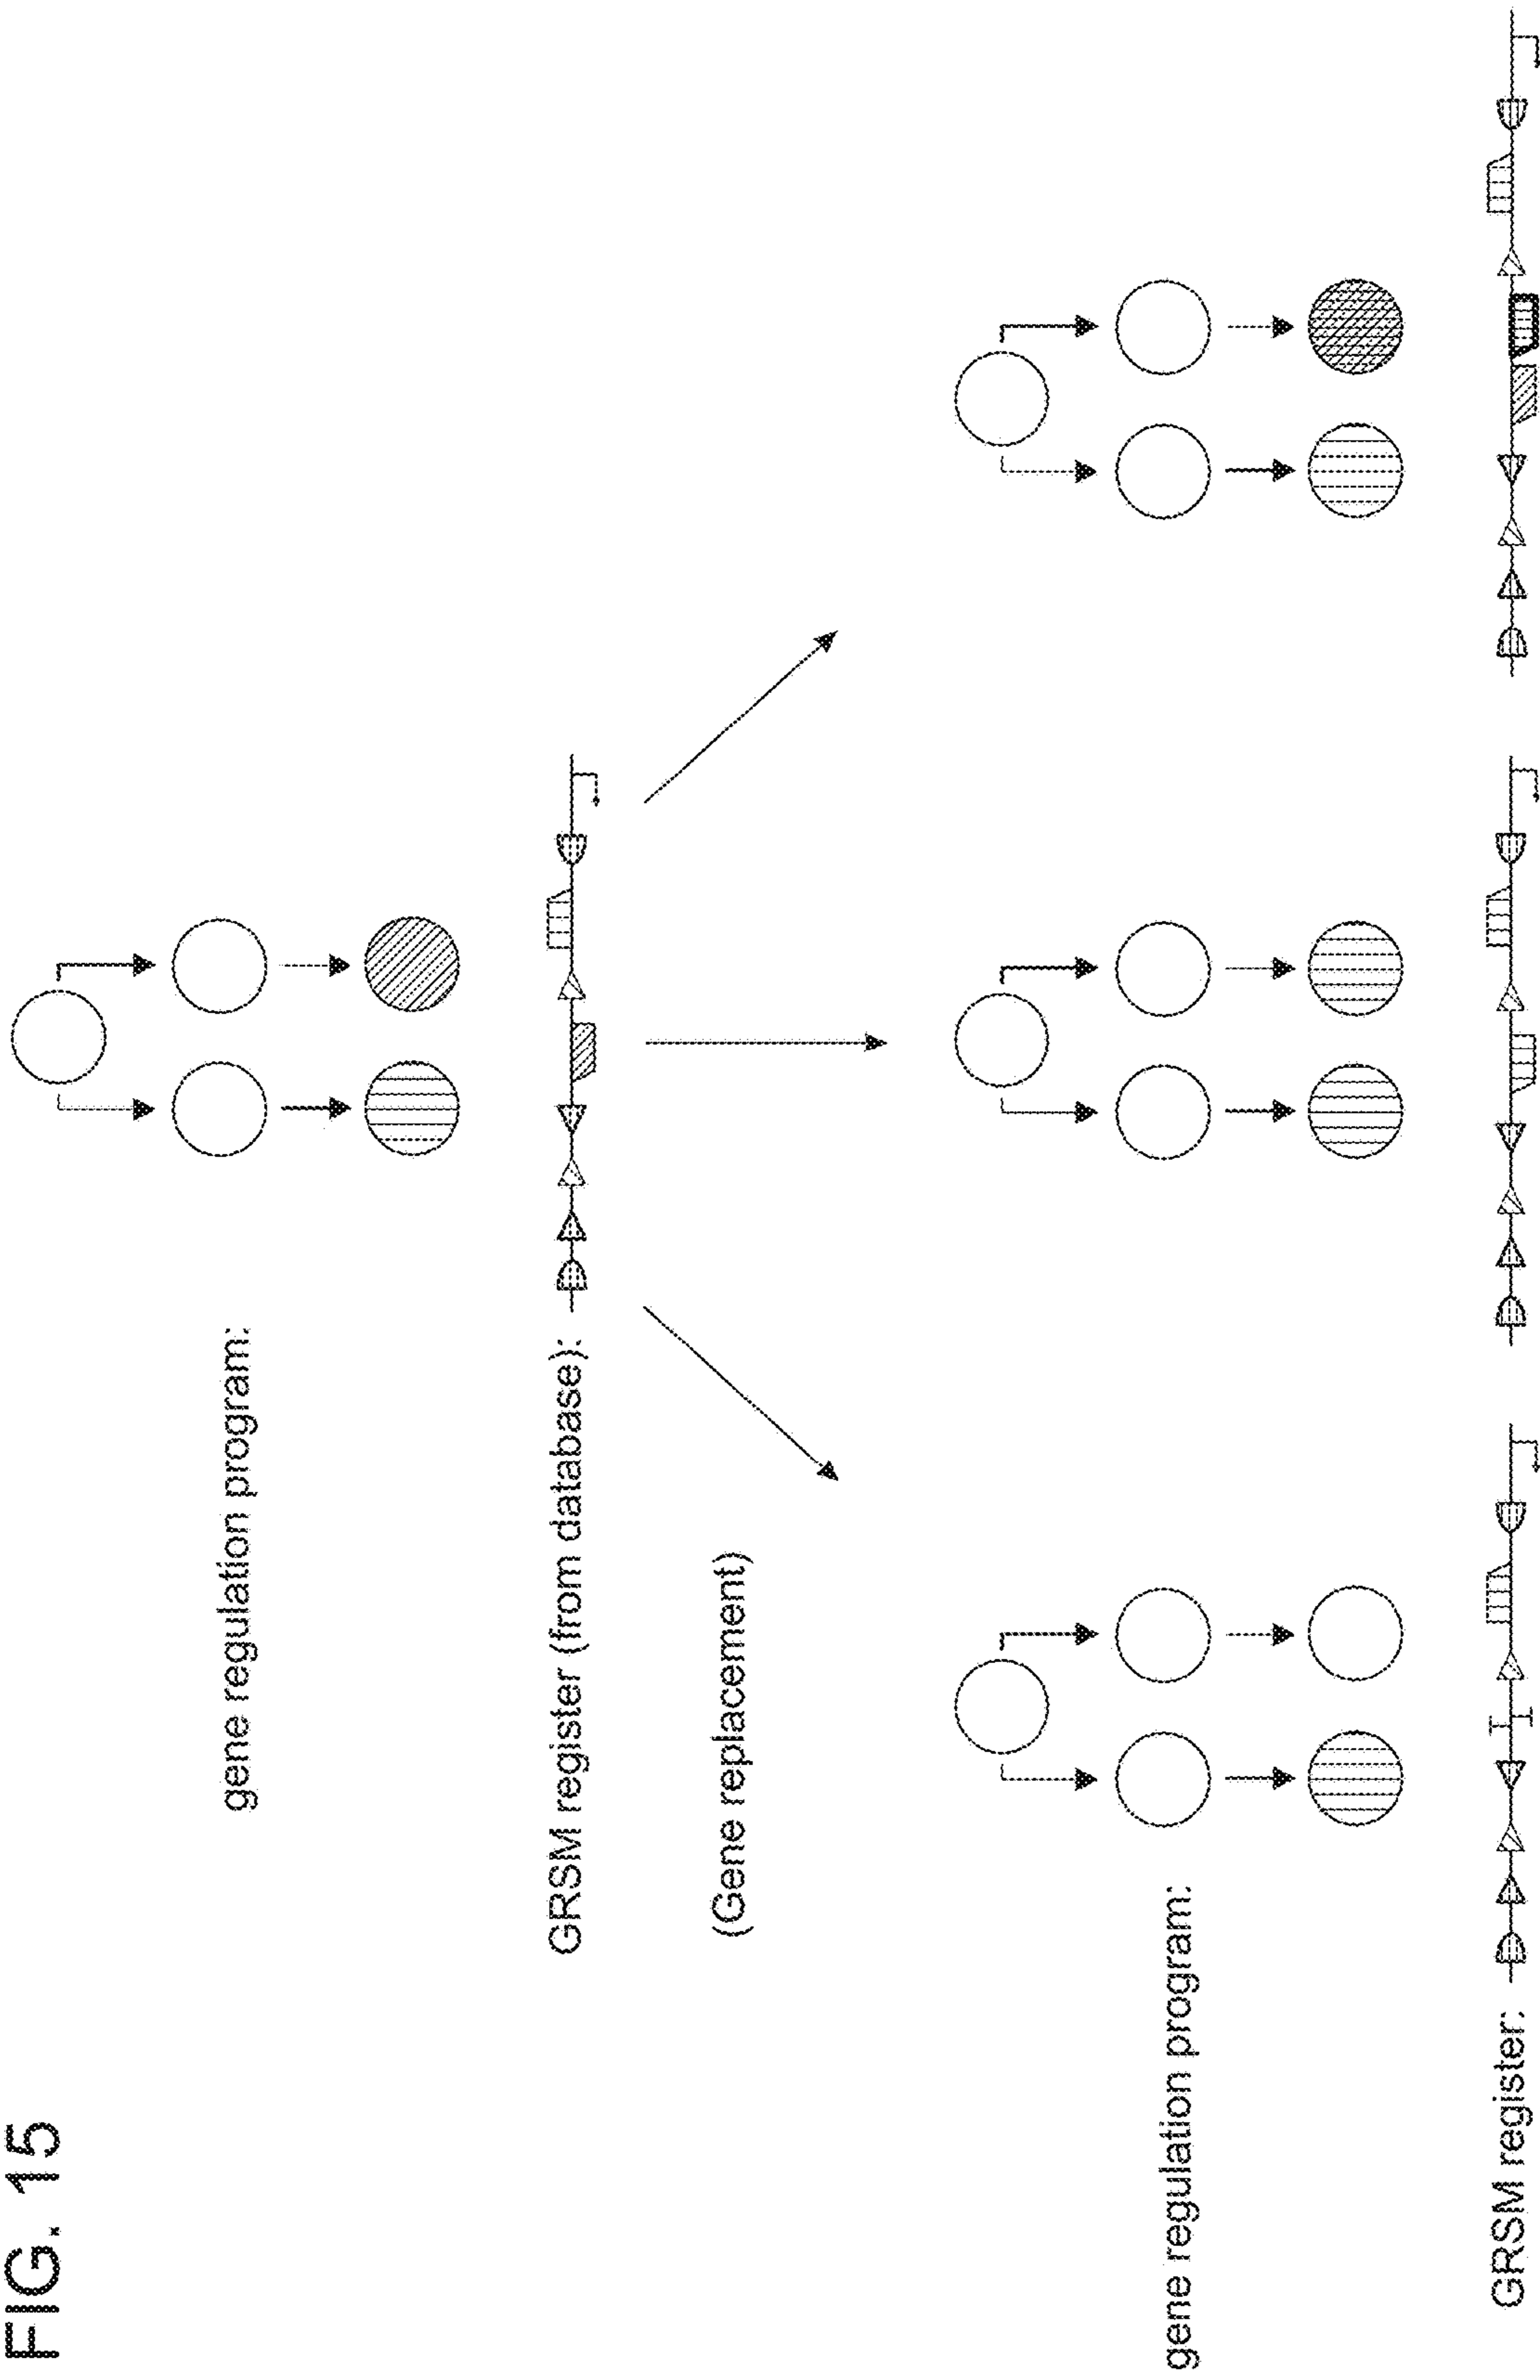 FIG. 15
gene regulation program:
GRSM register (from database):
(Gene replacement)
gene regulation program:
GRSM register: